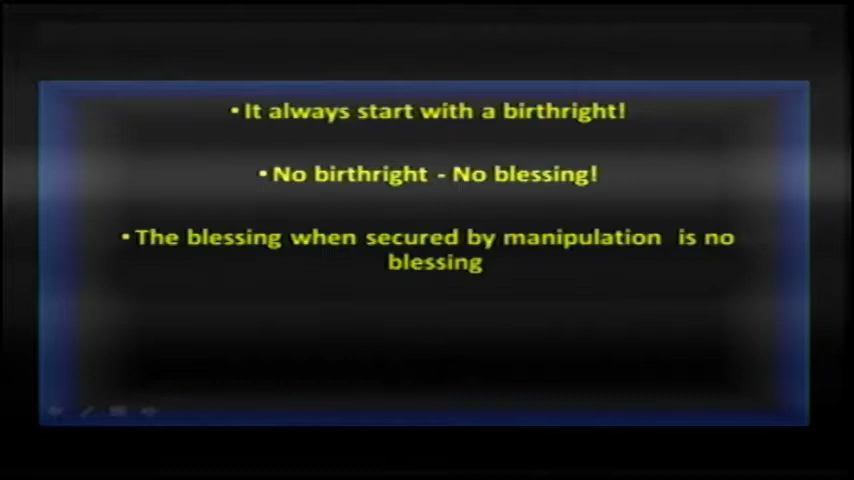 • It always start with a birthright!
• No birthright - No blessing!
• The blessing when secured by manipulation is no
blessing